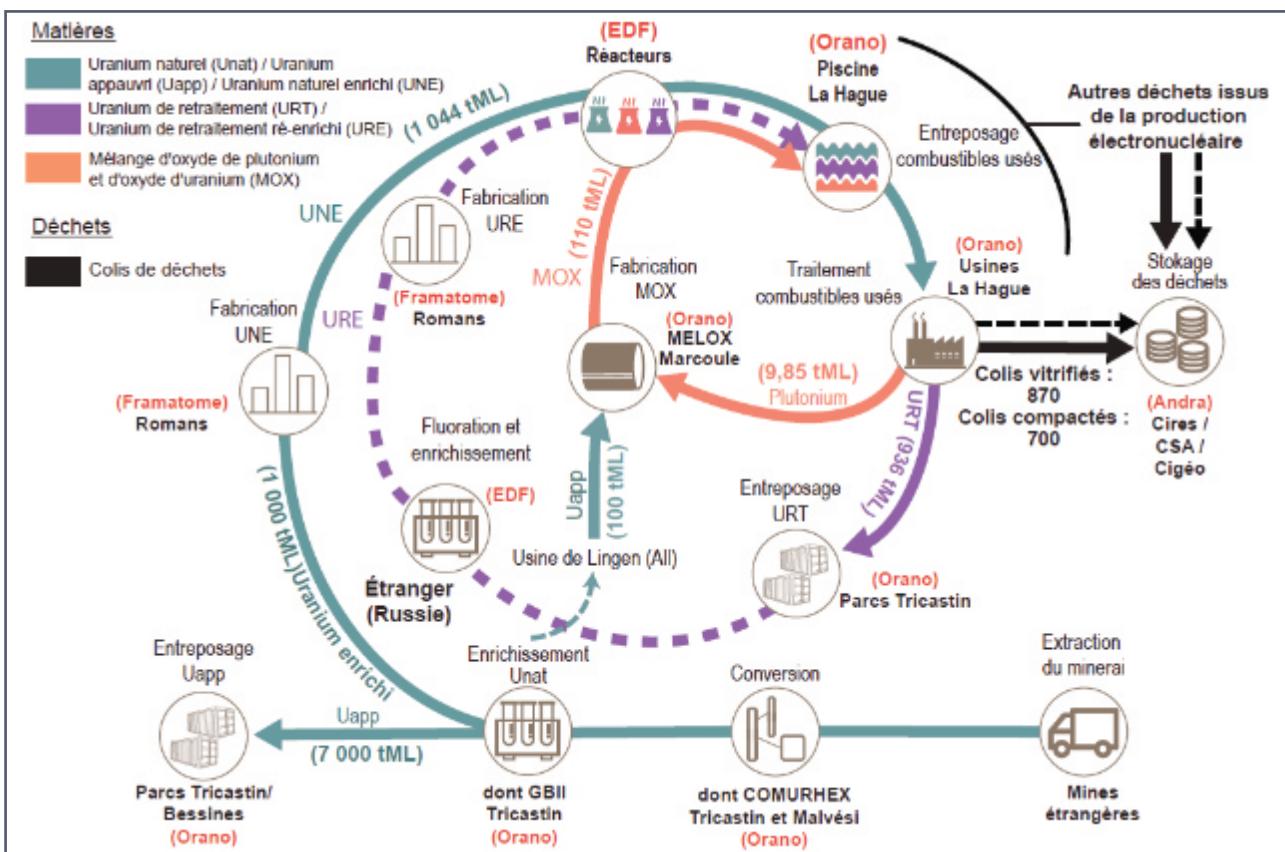 Matières
Uranium naturel (Unat) / Uranium
appauvri (Uapp) / Uranium naturel enrichi (UNE)
Uranium de retraitement (URT) /
Uranium de retraitement ré-enrichi (URE)
Mélange d'oxyde de plutonium
et d'oxyde d'uranium (MOX)
Déchets
Colis de déchets
(EDF)
Réacteurs
(Orano)
Piscine
La Hague
Entreposage
combustibles usés
Autres déchets issus
de la production
électronucléaire
(1 044 tML)
UNE
Fabrication
URE
(Framatome)
Romans
URE
(110 tML)
MOX
Fabrication
MOX
(Orano)
MELOX
Marcoule
Traitement
combustibles usés
(Orano)
Usines
La Hague
Stokage
des déchets
Colis vitrifiés :
870
Colis compactés :
700
(Andra)
Cires /
CSA /
Cigéo
Fabrication
UNE
(Framatome)
Romans
(9,85 tML)
Plutonium
URT (936 tML)
Fluoration et
enrichissement
(EDF)
Étranger
(Russie)
Uapp
(100 tML)
Usine de Lingen (All)
Entreposage
URT
(Orano)
Parcs Tricastin
(1 000 tML)
Uranium enrichi
Entreposage
Uapp
Uapp
(7 000 tML)
Parcs Tricastin/
Bessines
(Orano)
Enrichissement
Unat
dont GBII
Tricastin
(Orano)
Conversion
dont COMURHEX
Tricastin et Malvési
(Orano)
Extraction
du minerai
Mines
étrangères